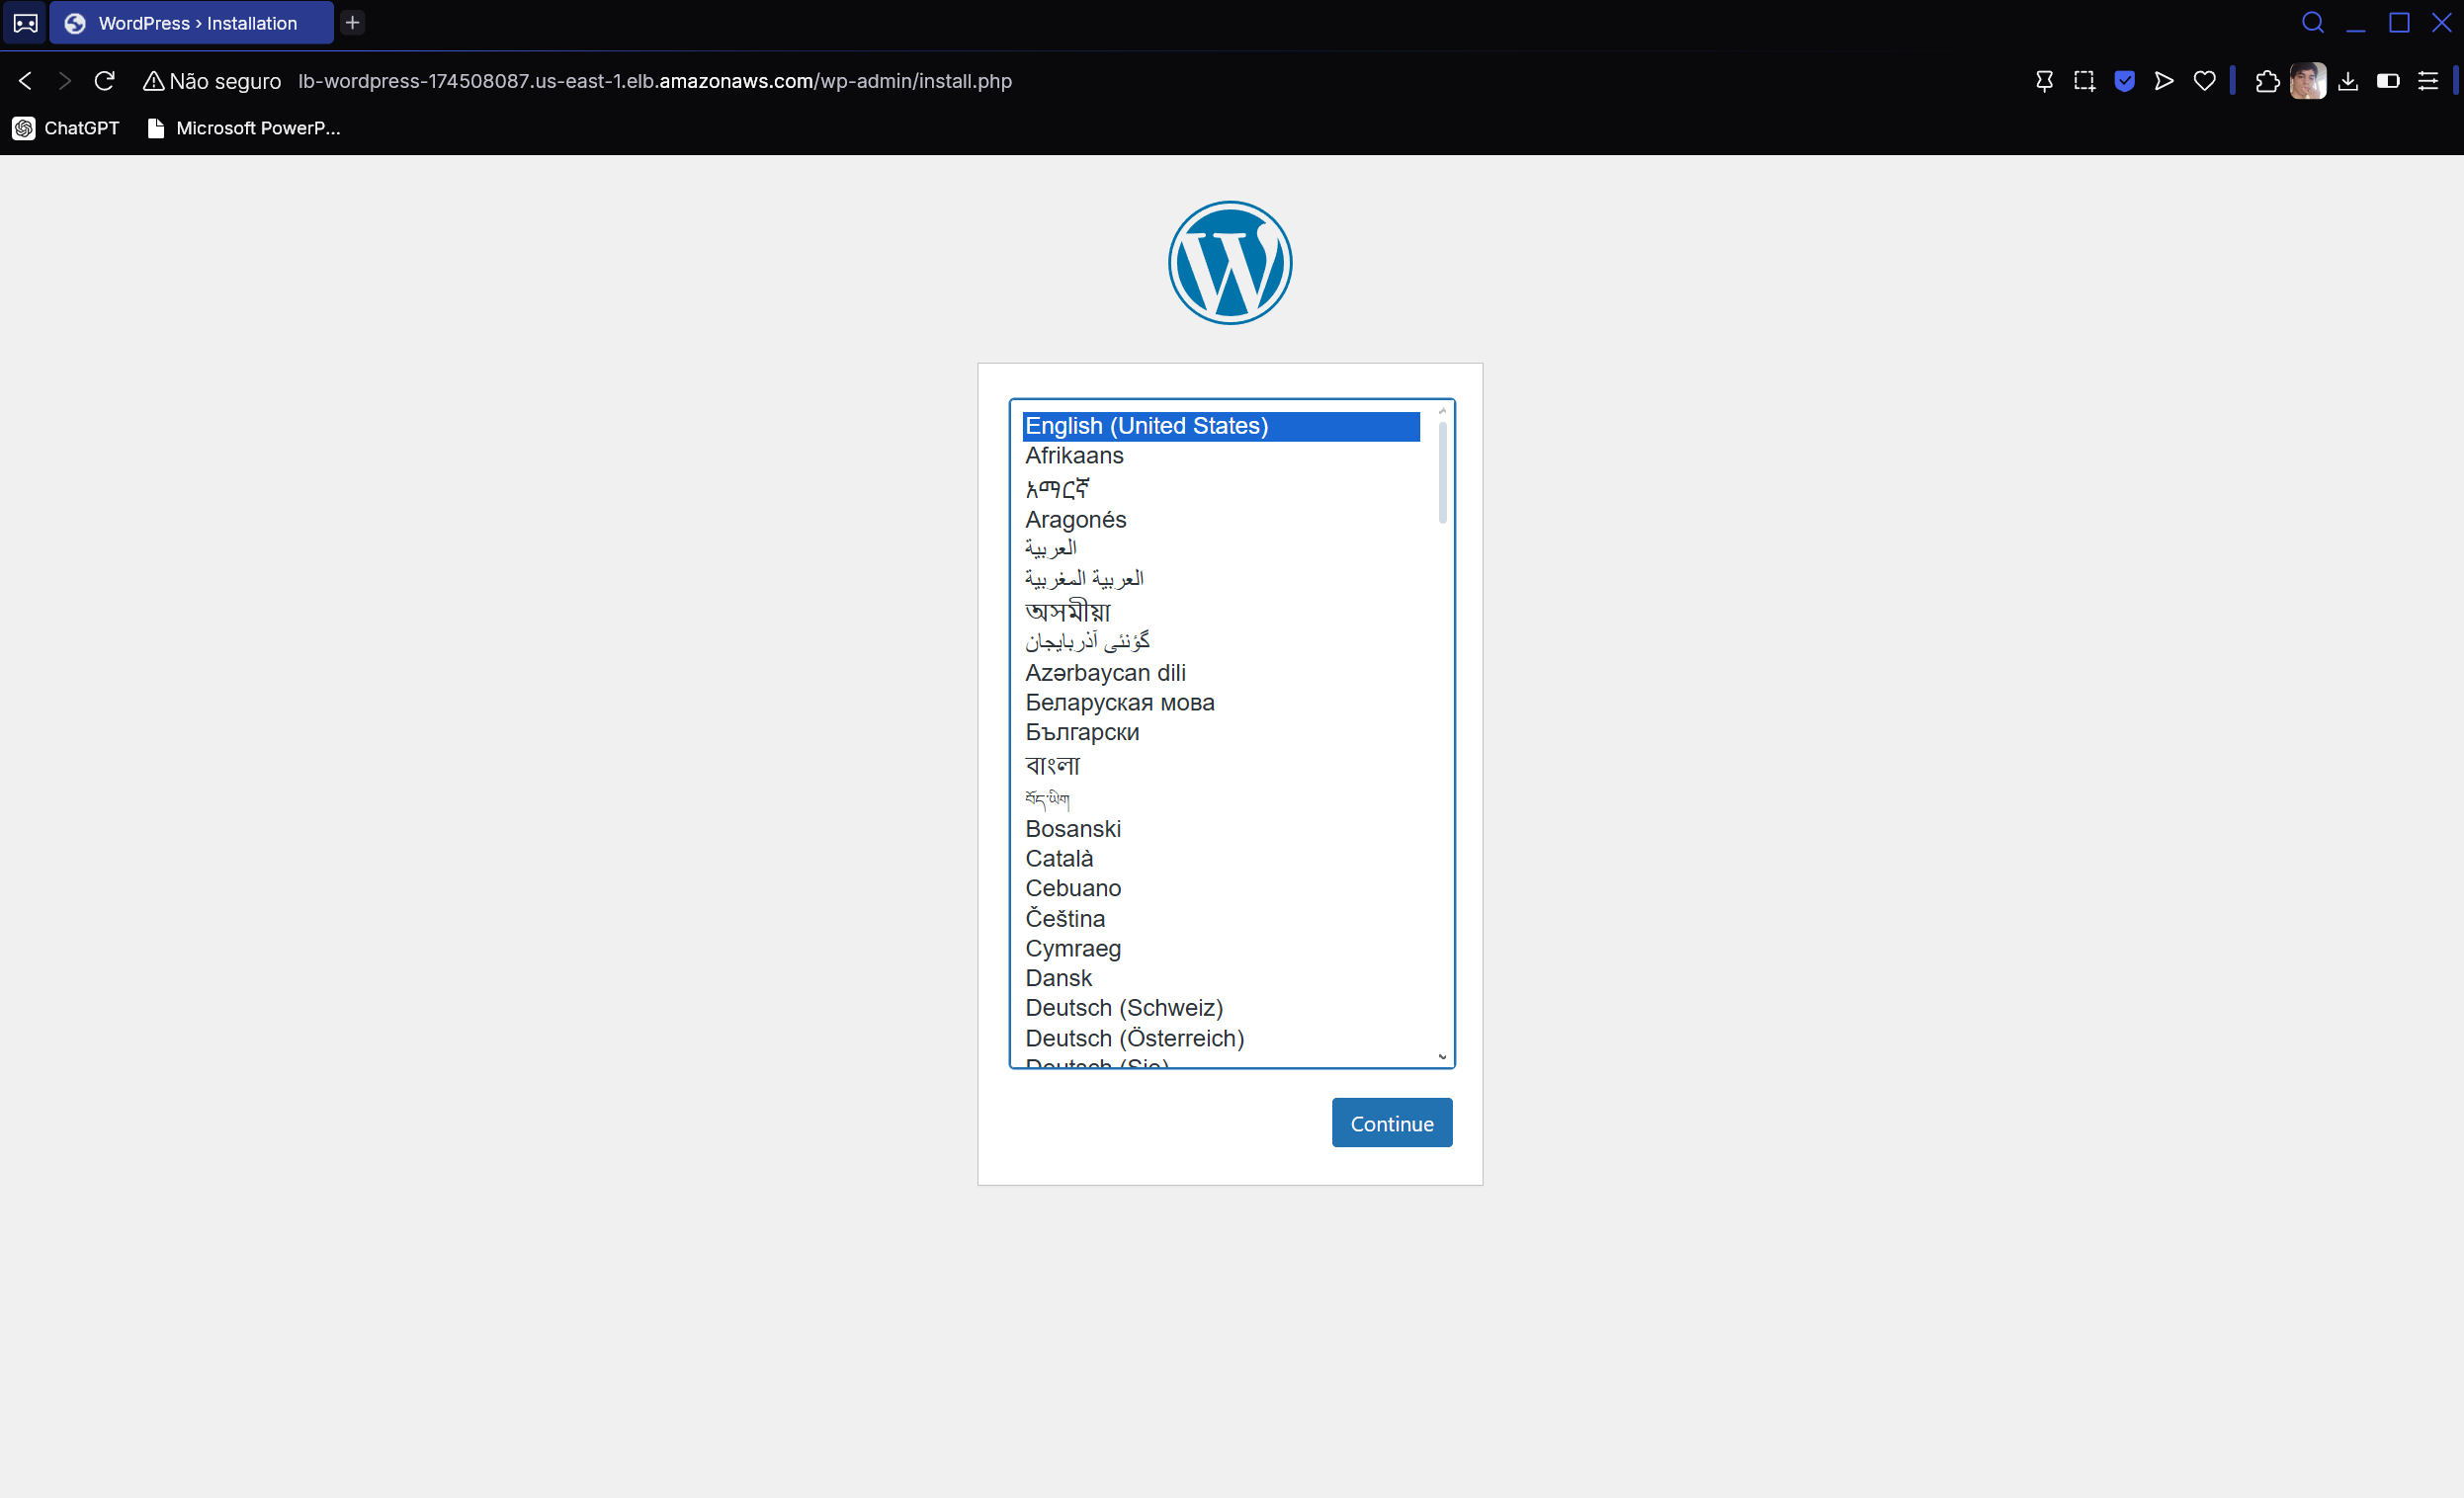 WordPress › Installation
Não seguro lb-wordpress-174508087.us-east-1.elb.amazonaws.com/wp-admin/install.php
ChatGPT Microsoft PowerP...
English (United States)
Afrikaans
አማርኛ
Aragonés
العربية
العربية المغربية
অসমীয়া
گؤنئی آذربایجان
Azərbaycan dili
Беларуская мова
Български
বাংলা
བོད་ཡིག
Bosanski
Català
Cebuano
Čeština
Cymraeg
Dansk
Deutsch (Schweiz)
Deutsch (Österreich)
Deutsch (Sie)
Continue